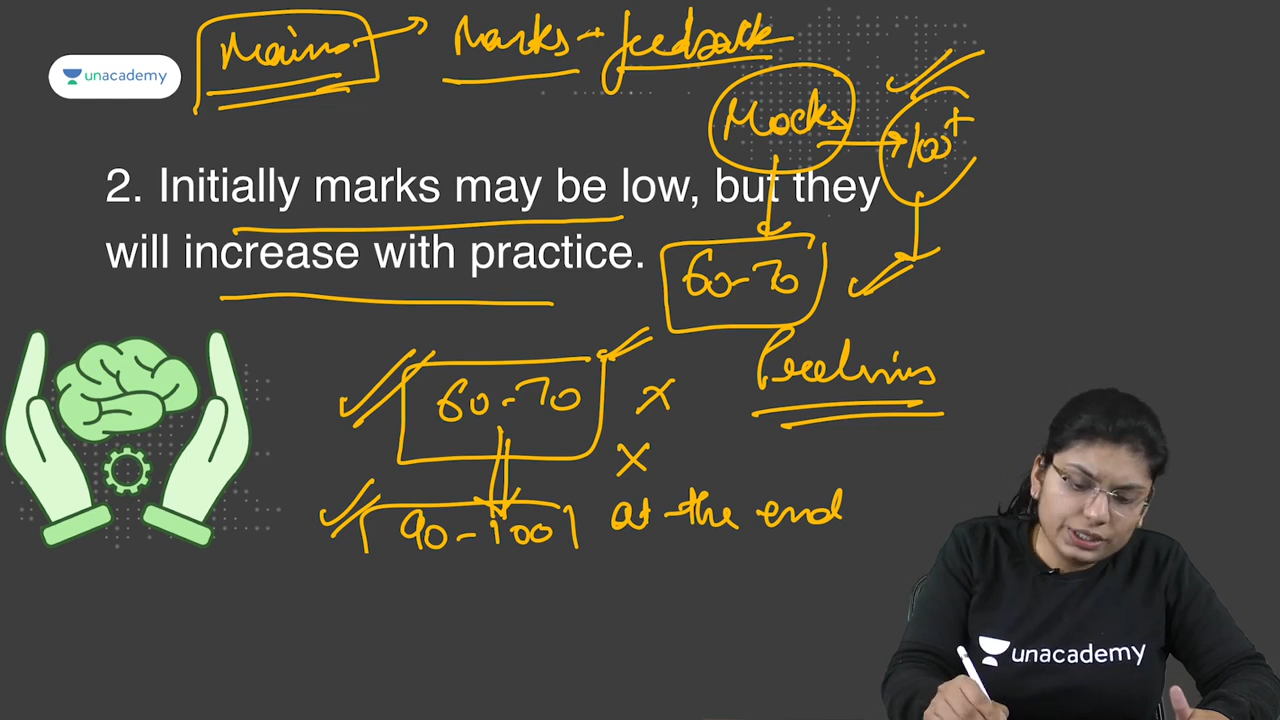 unacademy
Mains → Marks + feedback
Mocks → 100+
2. Initially marks may be low, but they
will increase with practice.
60-70
Prelims
60-70 x
x
90-100 at the end
unacademy